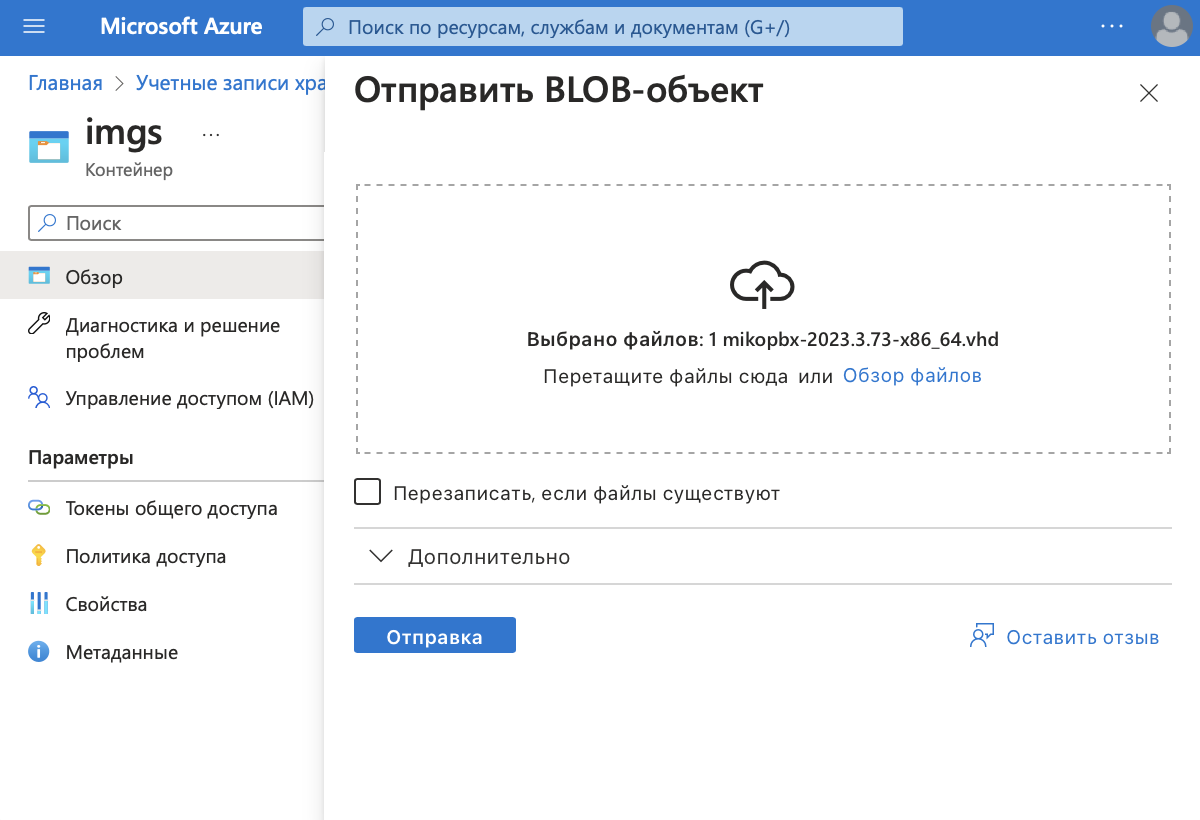 Microsoft Azure
Поиск по ресурсам, службам и документам (G+/)
Главная > Учетные записи хра
imgs
Контейнер
Поиск
Обзор
Диагностика и решение
проблем
Управление доступом (IAM)
Параметры
Токены общего доступа
Политика доступа
Свойства
Метаданные
Отправить BLOB-объект
Выбрано файлов: 1 mikopbx-2023.3.73-x86_64.vhd
Перетащите файлы сюда или Обзор файлов
Перезаписать, если файлы существуют
Дополнительно
Отправка
Оставить отзыв